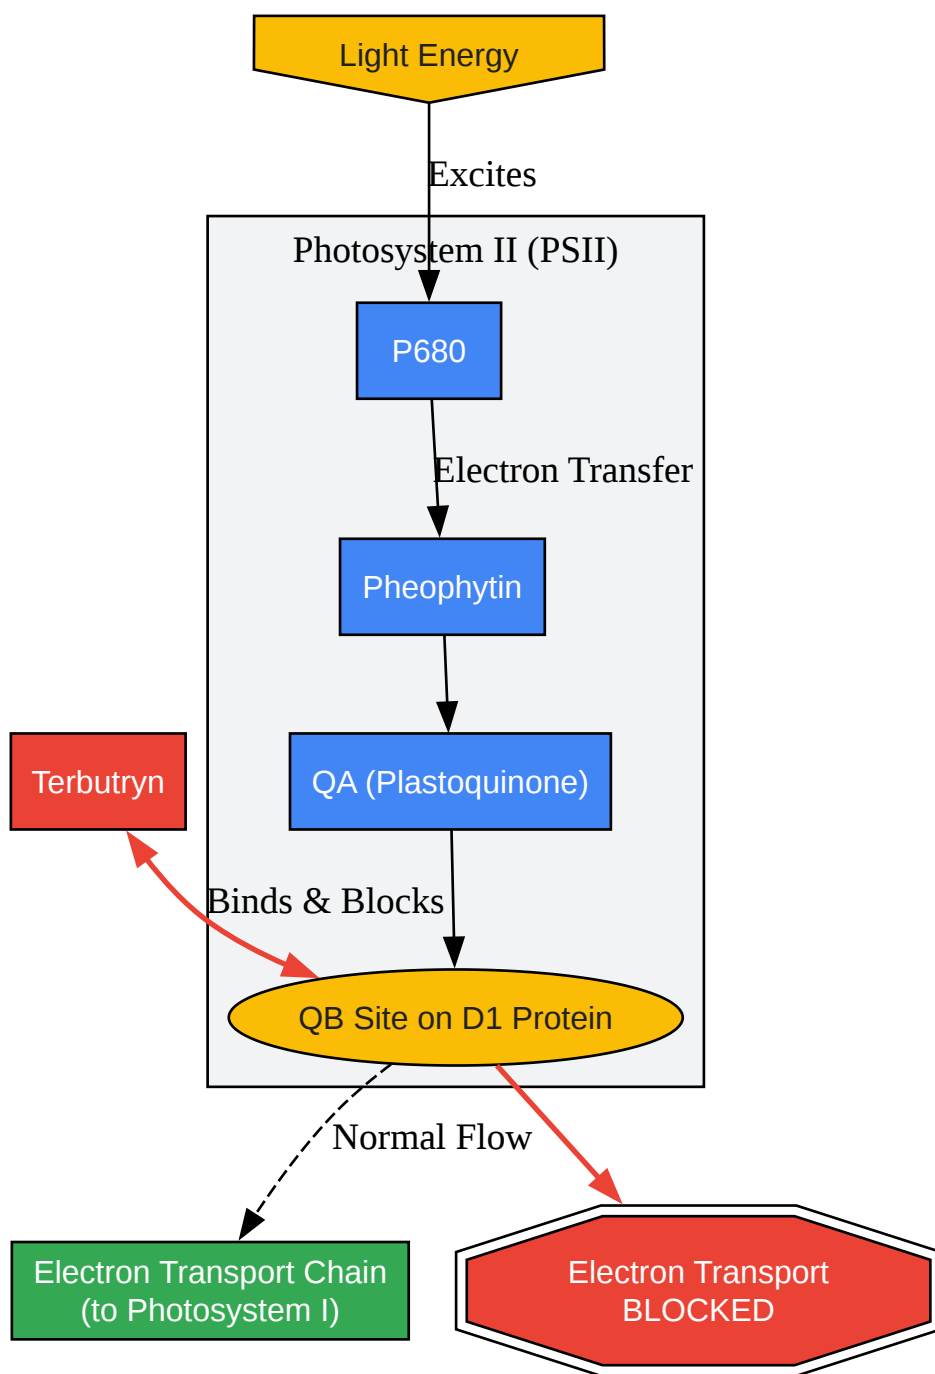 Light Energy
Excites
Photosystem II (PSII)
P680
Electron Transfer
Pheophytin
Terbutryn
QA (Plastoquinone)
Binds & Blocks
QB Site on D1 Protein
Normal Flow
Electron Transport Chain
(to Photosystem I)
Electron Transport
BLOCKED